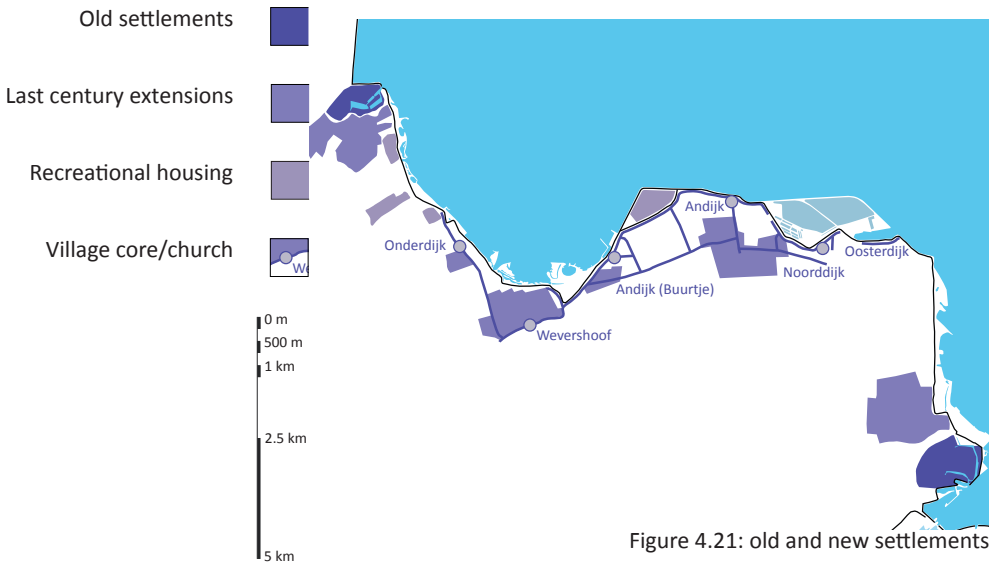 Old settlements
Last century extensions
Recreational housing
Village core/church
We
0 m
500 m
1 km
2.5 km
5 km
Onderdijk
Wevershoof
Andijk (Buurtje)
Andijk
Noorddijk
Oosterdijk
Figure 4.21: old and new settlements